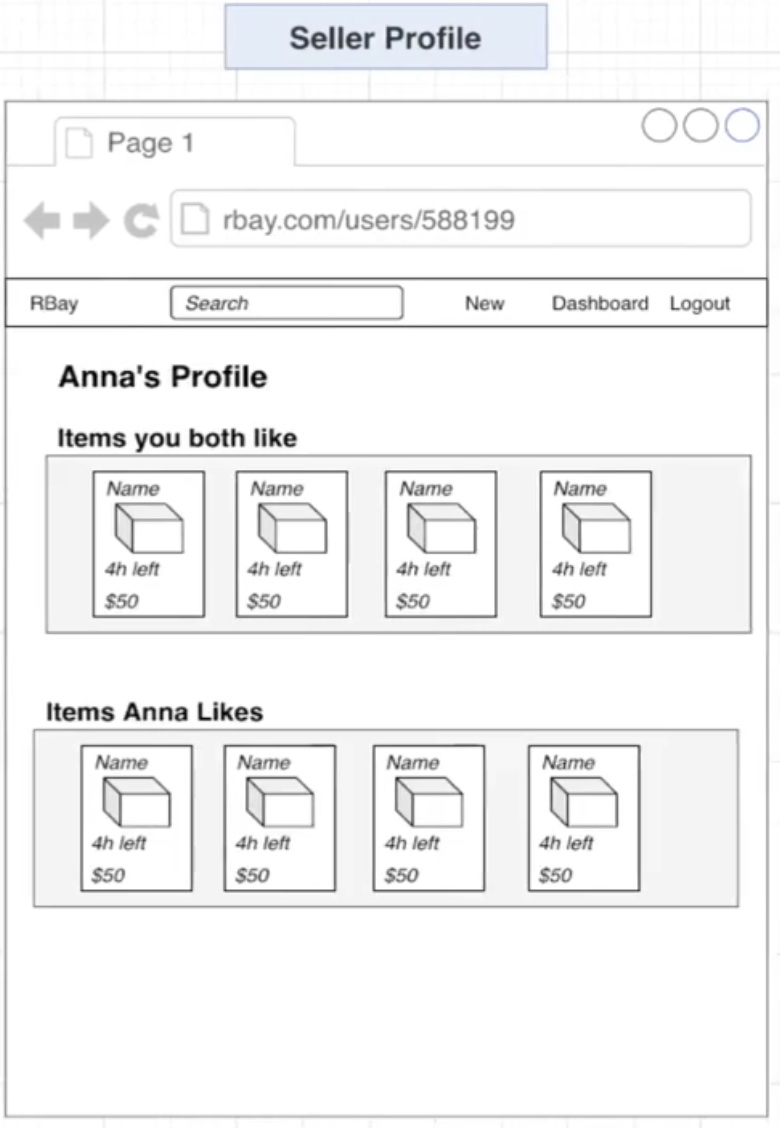 Seller Profile
Page 1
rbay.com/users/588199
RBay Search New Dashboard Logout
Anna's Profile
Items you both like
Name Name Name Name
4h left 4h left 4h left 4h left
$50 $50 $50 $50
Items Anna Likes
Name Name Name Name
4h left 4h left 4h left 4h left
$50 $50 $50 $50